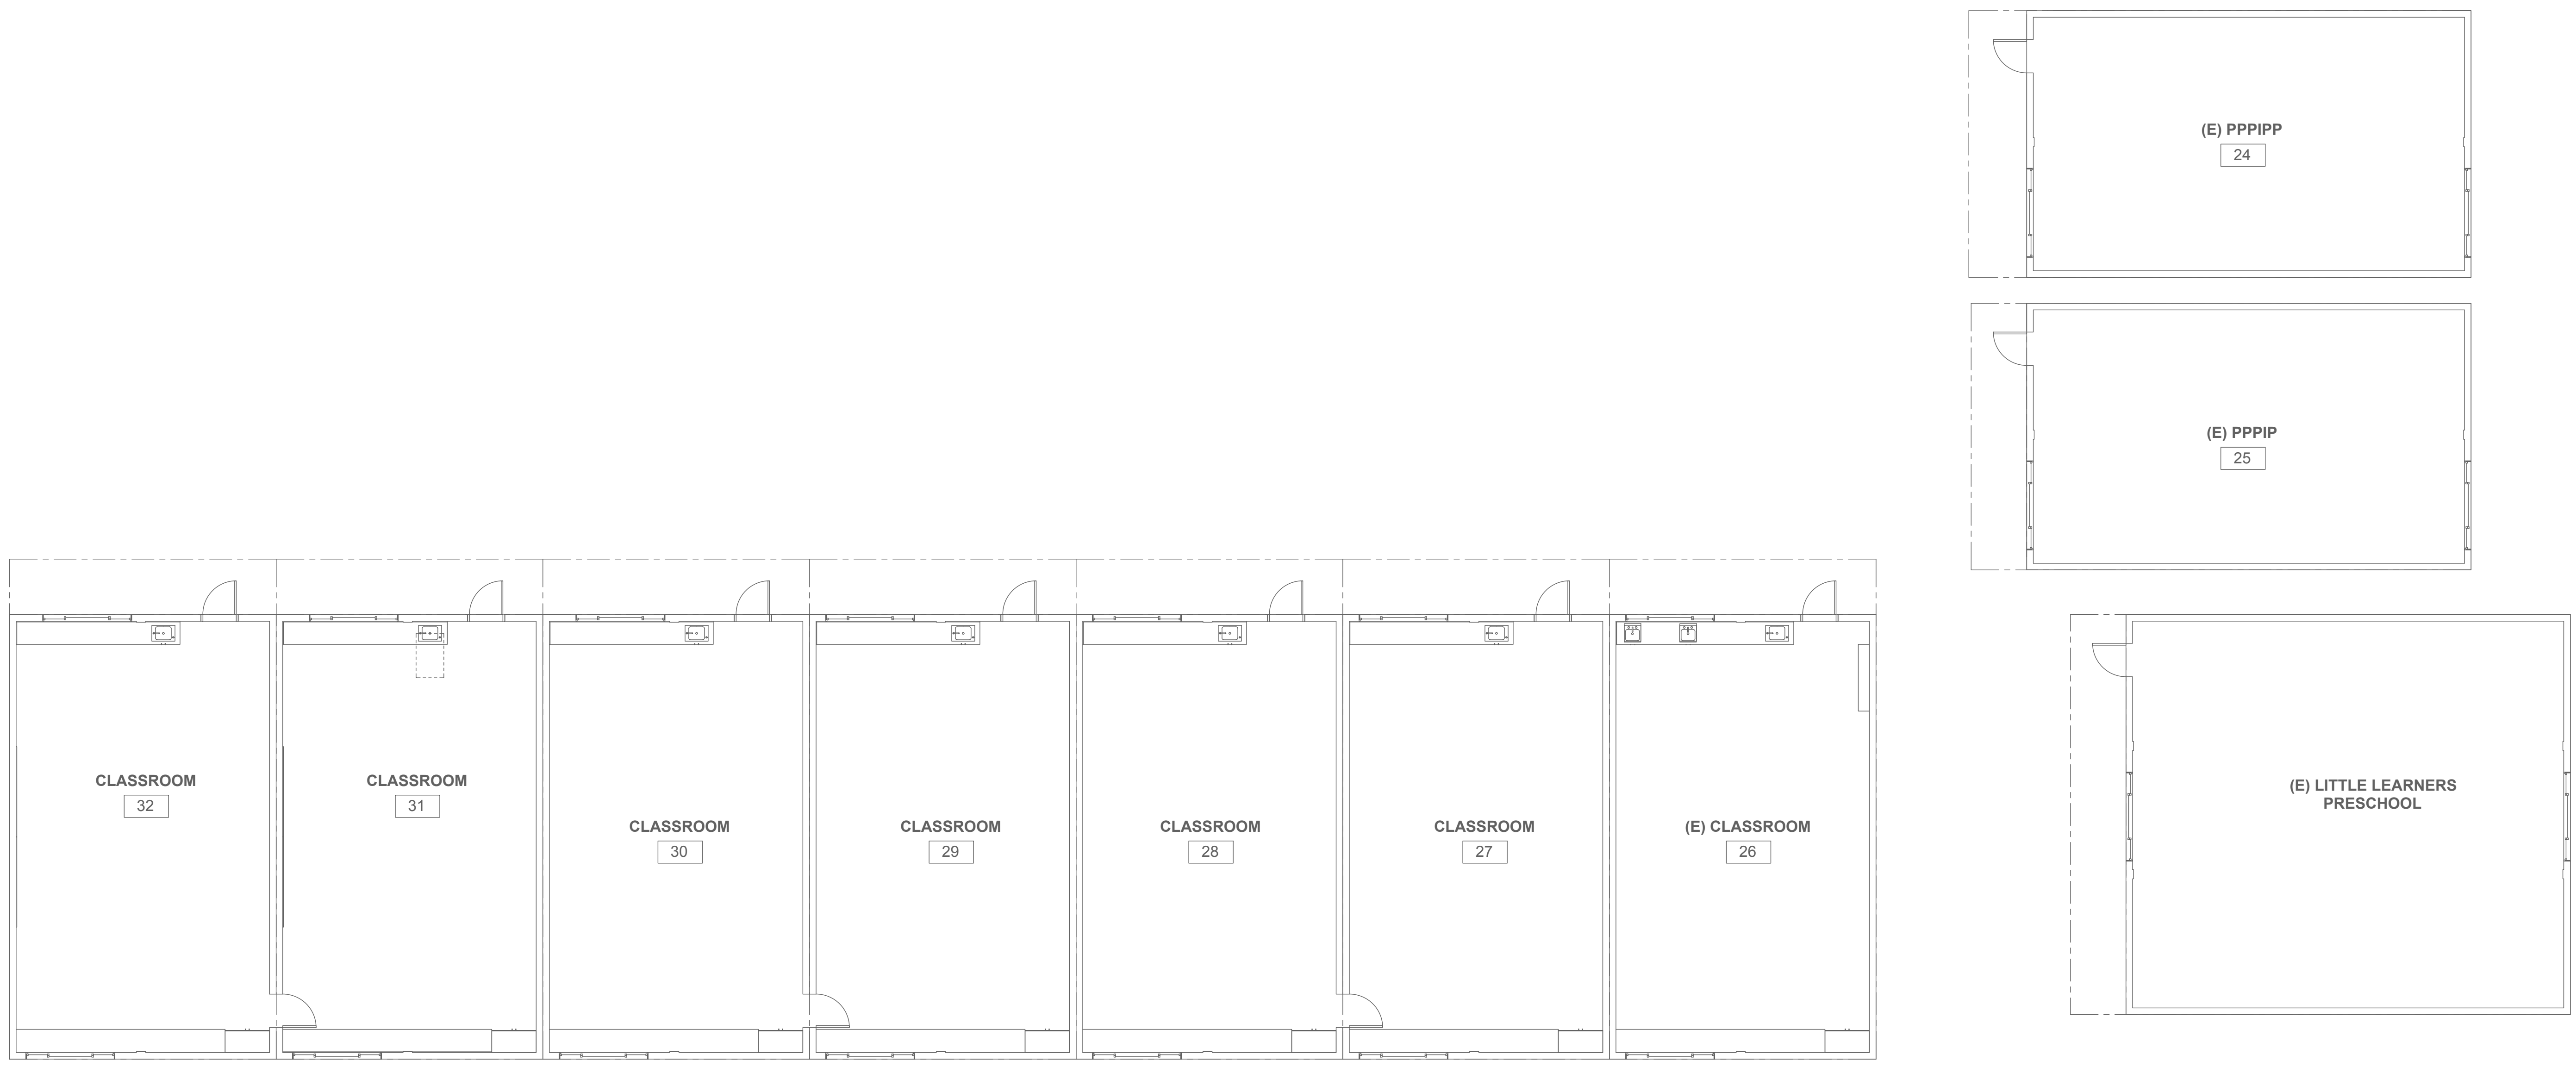 (E) PPPIPP
24
(E) PPPIP
25
CLASSROOM
32
CLASSROOM
31
CLASSROOM
30
CLASSROOM
29
CLASSROOM
28
CLASSROOM
27
(E) CLASSROOM
26
(E) LITTLE LEARNERS
PRESCHOOL